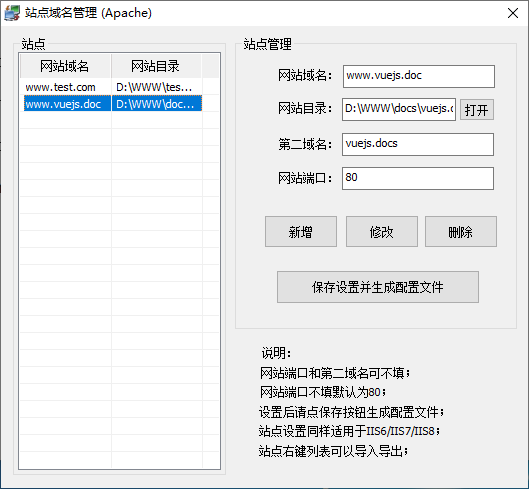 站点域名管理 (Apache)
站点
网站域名 网站目录
www.test.com D:\WWW\tes...
www.vuejs.doc D:\WWW\doc...
站点管理
网站域名: www.vuejs.doc
网站目录: D:\WWW\docs\vuejs.c 打开
第二域名: vuejs.docs
网站端口: 80
新增 修改 刪除
保存设置并生成配置文件
说明:
网站端口和第二域名可不填;
网站端口不填默认为80;
设置后请点保存按钮生成配置文件;
站点设置同样适用于IIS6/IIS7/IIS8;
站点右键列表可以导入导出;